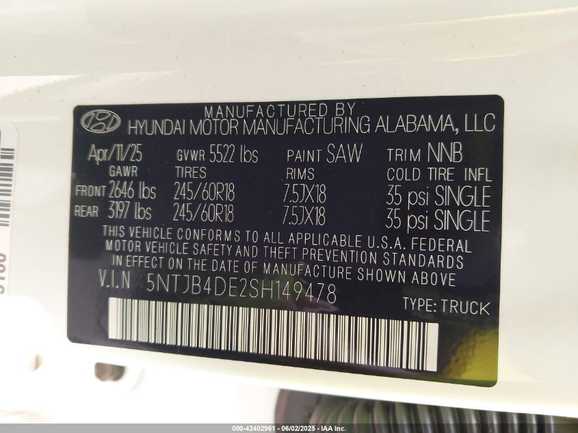 MANUFACTURED BY
HYUNDAI MOTOR MANUFACTURING ALABAMA, LLC
Apr/11/25 GVWR 5522 lbs PAINT SAW TRIM NNB
GAWR TIRES RIMS COLD TIRE INFL
FRONT 2646 lbs 245/60R18 7.5JX18 35 psi SINGLE
REAR 3197 lbs 245/60R18 7.5JX18 35 psi SINGLE
THIS VEHICLE CONFORMS TO ALL APPLICABLE U.S.A. FEDERAL
MOTOR VEHICLE SAFETY AND THEFT PREVENTION STANDARDS
IN EFFECT ON THE DATE OF MANUFACTURE SHOWN ABOVE.
V.I.N 5NTJB4DE2SH149478
TYPE: TRUCK
000-42402961 - 06/02/2025 - IAA Inc.